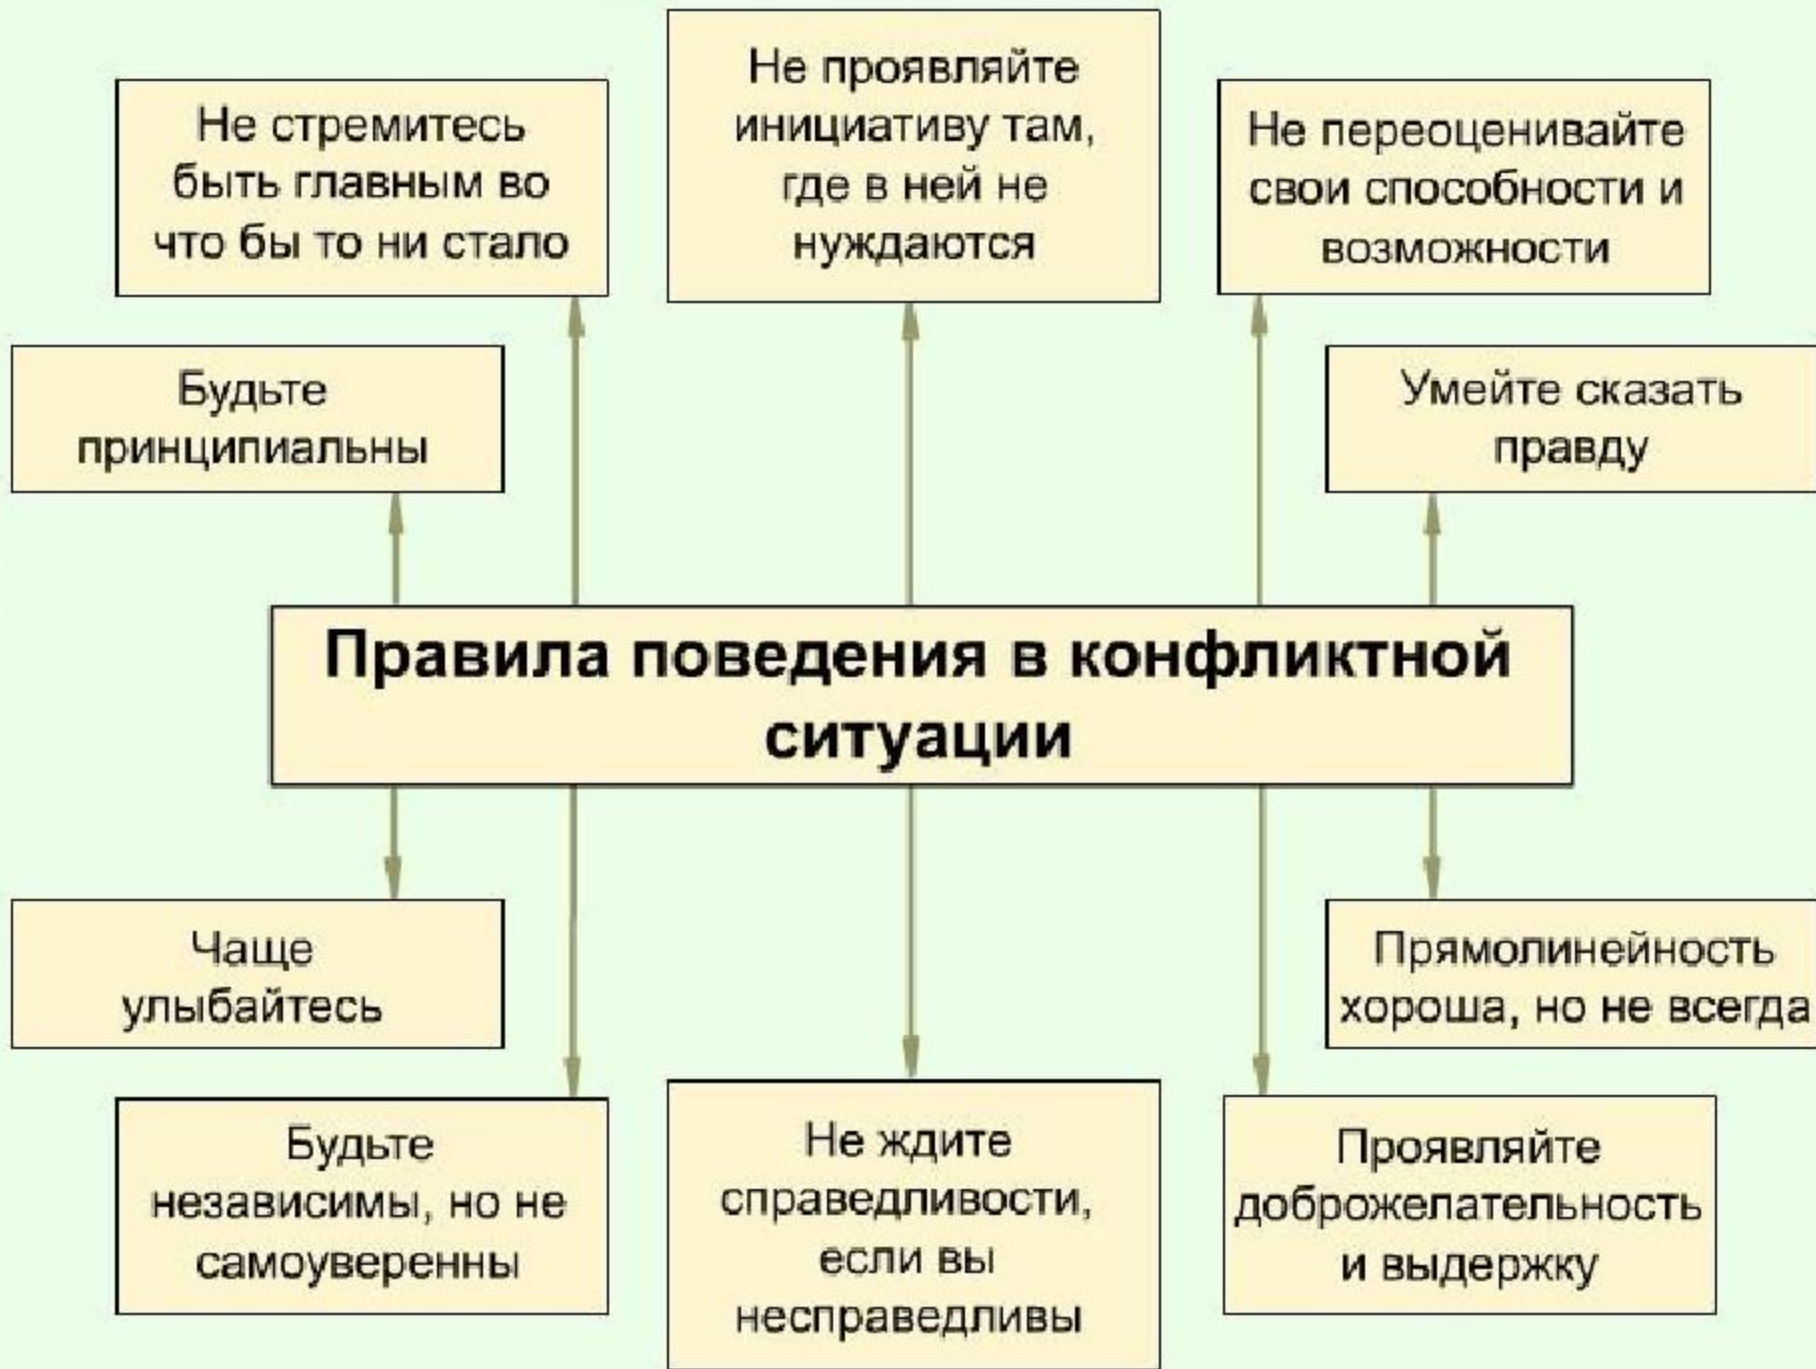 Не проявляйте
инициативу там,
где в ней не
нуждаются
Не стремитесь
быть главным во
что бы то ни стало
Не переоценивайте
свои способности и
возможности
Будьте
принципиальны
Умейте сказать
правду
Правила поведения в конфликтной
ситуации
Чаще
улыбайтесь
Прямолинейность
хороша, но не всегда
Будьте
независимы, но не
самоуверенны
Не ждите
справедливости,
если вы
несправедливы
Проявляйте
доброжелательность
и выдержку